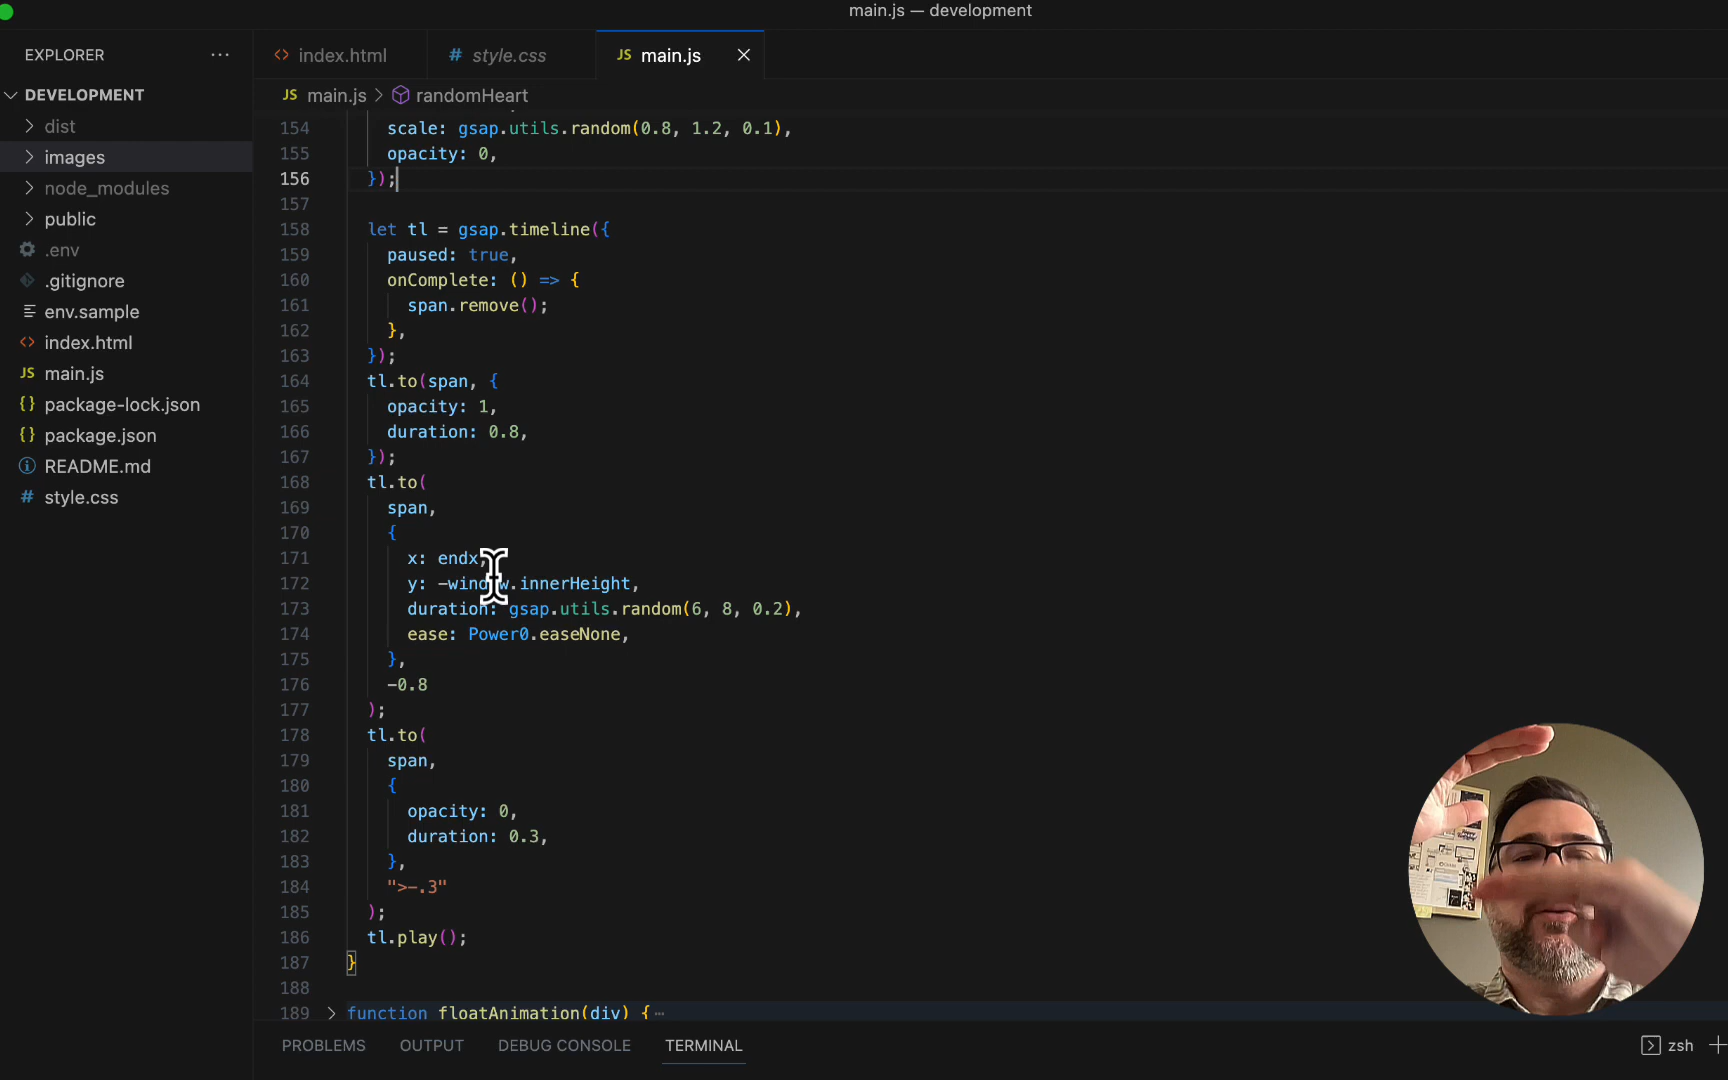 main.js — development
EXPLORER
index.html
# style.css
JS main.js
DEVELOPMENT
JS main.js > randomHeart
dist
images
node_modules
public
.env
.gitignore
env.sample
<> index.html
JS main.js
{} package-lock.json
{} package.json
README.md
# style.css
154 scale: gsap.utils.random(0.8, 1.2, 0.1),
155 opacity: 0,
156 });
157
158 let tl = gsap.timeline({
159 paused: true,
160 onComplete: () => {
161 span.remove();
162 },
163 });
164 tl.to(span, {
165 opacity: 1,
166 duration: 0.8,
167 });
168 tl.to(
169 span,
170 {
171 x: endx,
172 y: -window.innerHeight,
173 duration: gsap.utils.random(6, 8, 0.2),
174 ease: Power0.easeNone,
175 },
176 -0.8
177 );
178 tl.to(
179 span,
180 {
181 opacity: 0,
182 duration: 0.3,
183 },
184 ">-.3"
185 );
186 tl.play();
187 }
188
189 function floatAnimation(div) {
PROBLEMS OUTPUT DEBUG CONSOLE TERMINAL
zsh